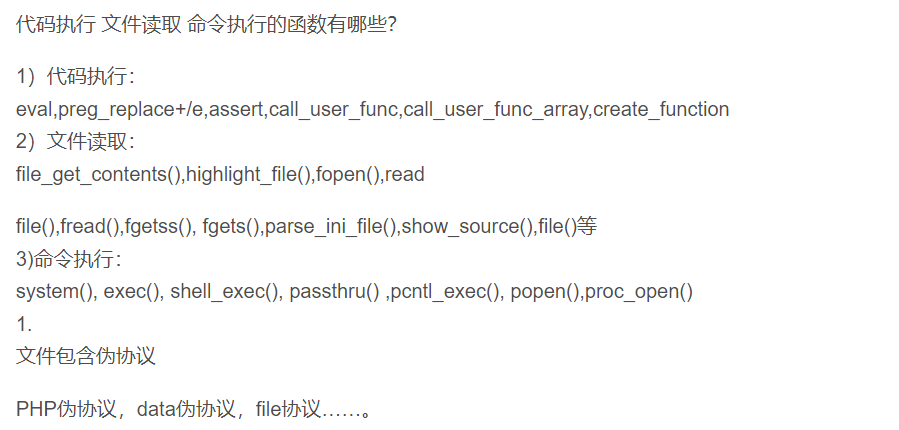 代码执行 文件读取 命令执行的函数有哪些?
1）代码执行：
eval,preg_replace+/e,assert,call_user_func,call_user_func_array,create_function
2）文件读取：
file_get_contents(),highlight_file(),fopen(),read
file(),fread(),fgetss(), fgets(),parse_ini_file(),show_source(),file()等
3)命令执行：
system(), exec(), shell_exec(), passthru() ,pcntl_exec(), popen(),proc_open()
1.
文件包含伪协议
PHP伪协议，data伪协议，file协议……。